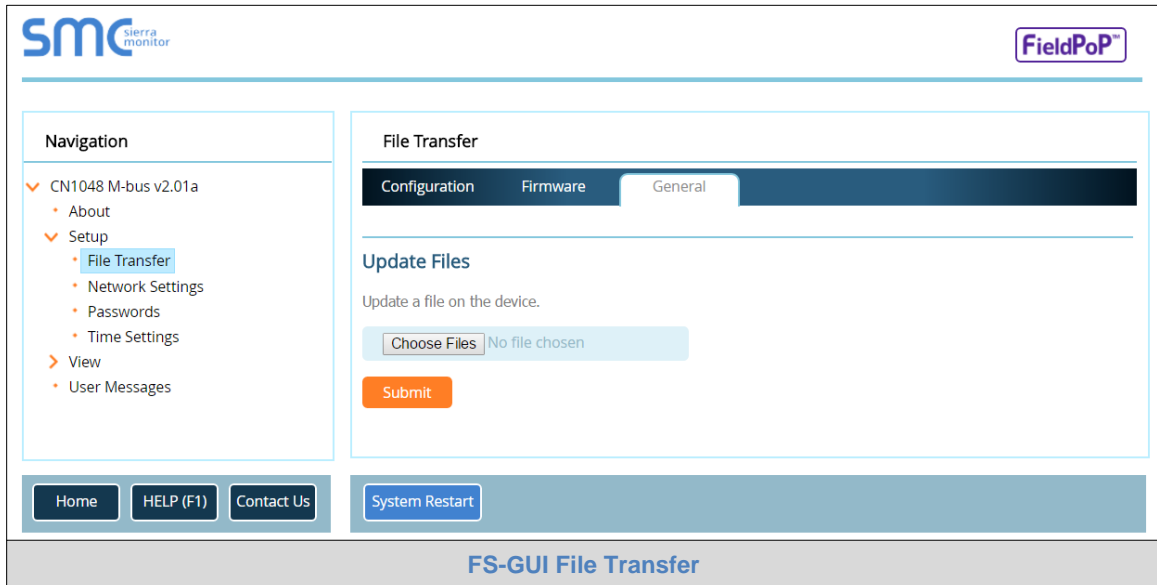 SMC sierra
monitor
FieldPoP™
Navigation
CN1048 M-bus v2.01a
About
Setup
File Transfer
Network Settings
Passwords
Time Settings
View
User Messages
File Transfer
Configuration Firmware General
Update Files
Update a file on the device.
Choose Files No file chosen
Submit
Home HELP (F1) Contact Us
System Restart
FS-GUI File Transfer